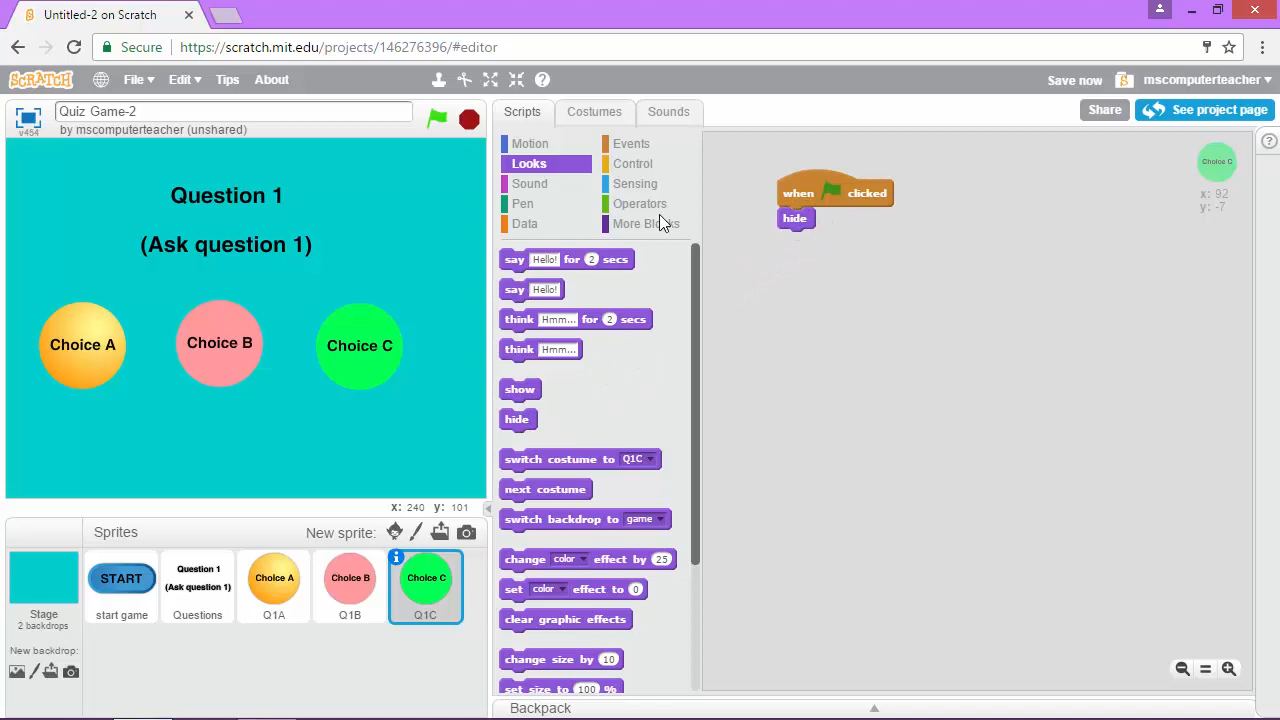 Untitled-2 on Scratch
Secure https://scratch.mit.edu/projects/146276396/#editor
SCRATCH File Edit Tips About Save now mscomputerteacher
Quiz Game-2
by mscomputerteacher (unshared)
v454
Scripts Costumes Sounds
Share See project page
Question 1
(Ask question 1)
Choice A
Choice B
Choice C
x: 240 y: 101
Motion Events
Looks Control
Sound Sensing
Pen Operators
Data More Blocks
say Hello! for 2 secs
say Hello!
think Hmm... for 2 secs
think Hmm...
show
hide
switch costume to Q1C
next costume
switch backdrop to game
change color effect by 25
set color effect to 0
clear graphic effects
change size by 10
set size to 100 %
when clicked
hide
Choice C
x: 92
y: -7
Sprites New sprite:
Stage
2 backdrops
New backdrop:
START
start game
Question 1
(Ask question 1)
Questions
Choice A
Q1A
Choice B
Q1B
Choice C
Q1C
Backpack